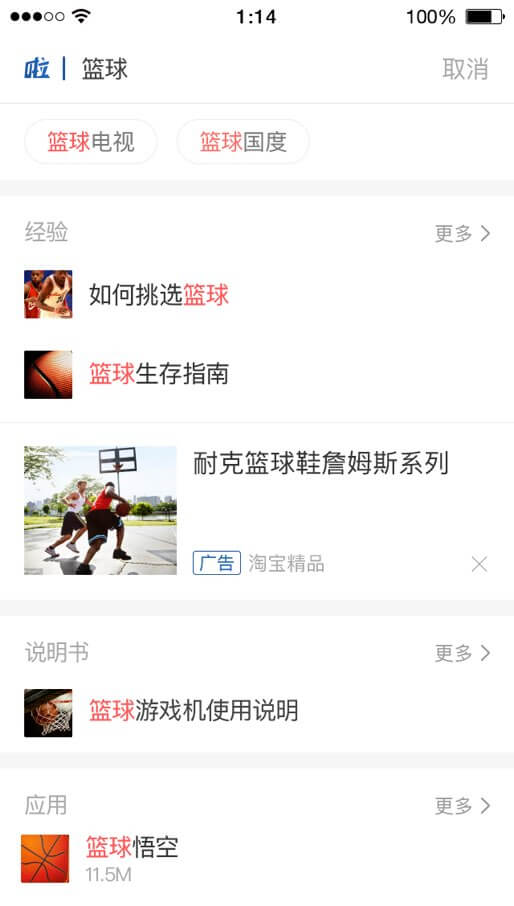 1:14
100%
啦 篮球 取消
篮球电视 篮球国度
经验 更多
如何挑选篮球
篮球生存指南
耐克篮球鞋詹姆斯系列
广告 淘宝精品
说明书 更多
篮球游戏机使用说明
应用 更多
篮球悟空
11.5M